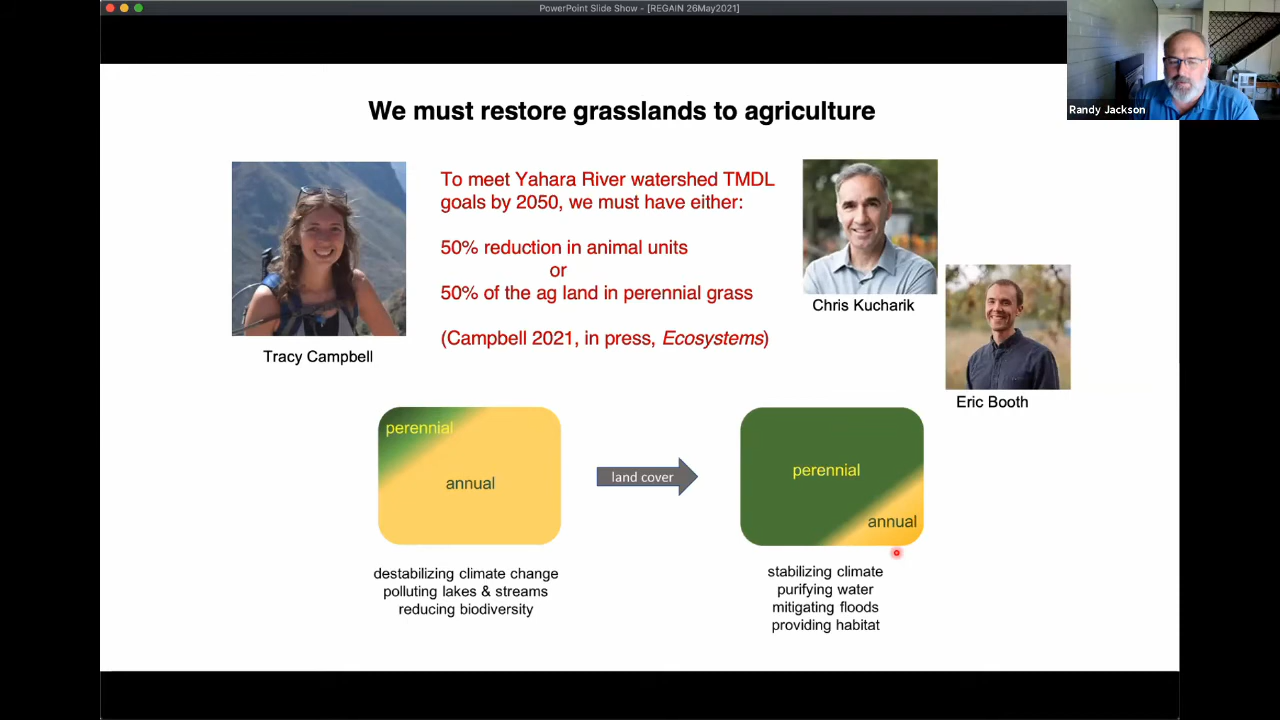 PowerPoint Slide Show - [REGAIN 26May2021]
Randy Jackson
We must restore grasslands to agriculture
To meet Yahara River watershed TMDL
goals by 2050, we must have either:
50% reduction in animal units
or
50% of the ag land in perennial grass
(Campbell 2021, in press, Ecosystems)
Tracy Campbell
Chris Kucharik
Eric Booth
perennial
annual
land cover
perennial
annual
destabilizing climate change
polluting lakes & streams
reducing biodiversity
stabilizing climate
purifying water
mitigating floods
providing habitat